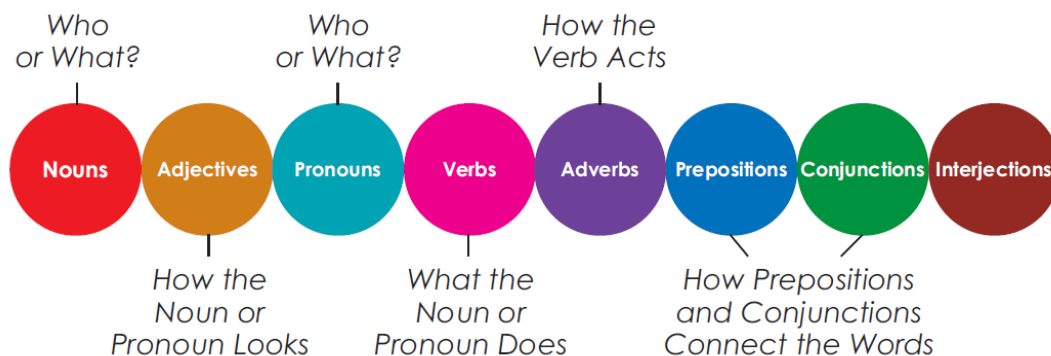 Who
or What?
Who
or What?
How the
Verb Acts
Nouns
Adjectives
Pronouns
Verbs
Adverbs
Prepositions
Conjunctions
Interjections
How the
Noun or
Pronoun Looks
What the
Noun or
Pronoun Does
How Prepositions
and Conjunctions
Connect the Words